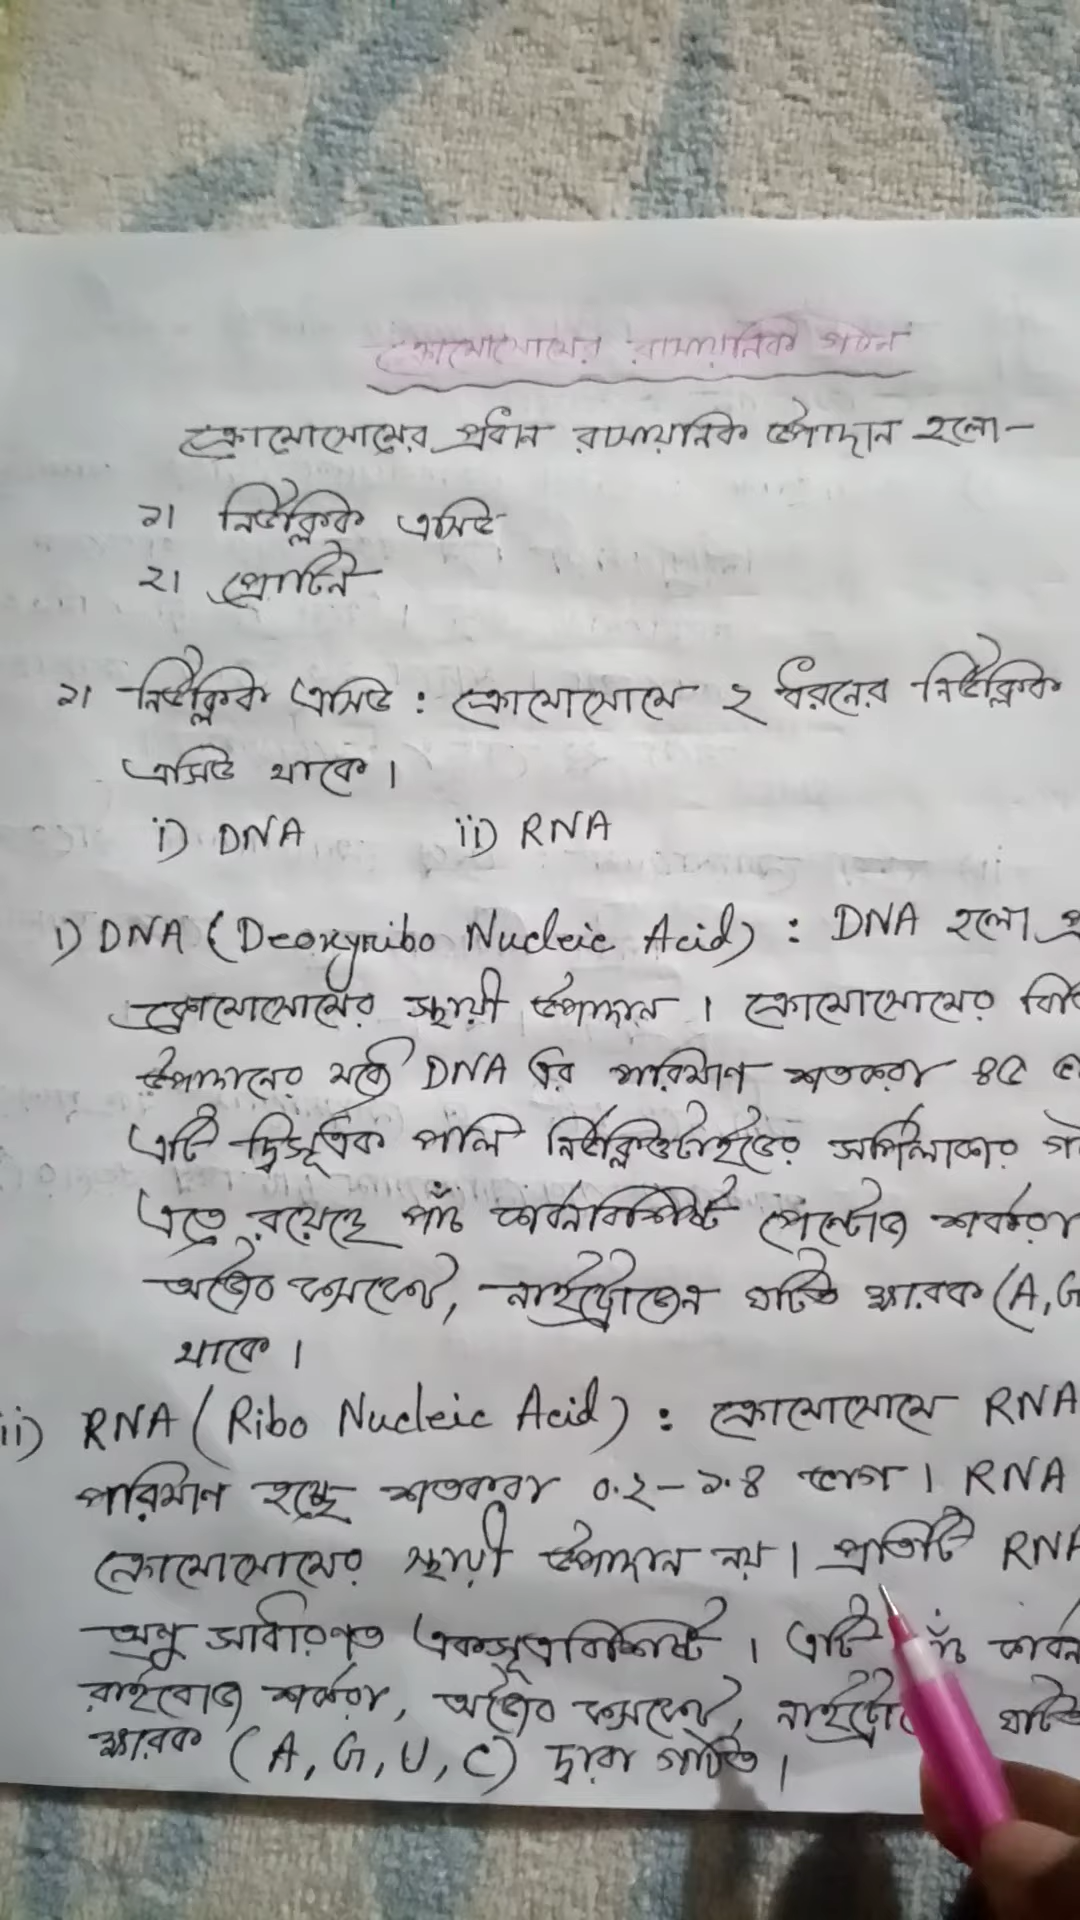 ক্রোমোসোমের রাসায়নিক গঠন
ক্রোমোসোমের প্রধান রাসায়নিক উপাদান হলো-
১। নিউক্লিক এসিড
২। প্রোটিন
১। নিউক্লিক এসিড : ক্রোমোসোমে ২ ধরনের নিউক্লিক
এসিড থাকে।
i) DNA ii) RNA
i) DNA (Deoxyribo Nucleic Acid) : DNA হলো
ক্রোমোসোমের স্থায়ী উপাদান । ক্রোমোসোমের
উপাদানের মধ্যে DNA এর পরিমাণ শতকরা ৪৫
এটি দ্বিসূত্রক পলি নিউক্লিওটাইডের সর্পিলাকার
এতে রয়েছে পাঁচ কার্বনবিশিষ্ট পেন্টোজ শর্করা
অজৈব ফসফেট, নাইট্রোজেন ঘটিত ক্ষারক (A, G
থাকে ।
ii) RNA (Ribo Nucleic Acid) : ক্রোমোসোমে RNA
পরিমাণ হচ্ছে শতকরা ০.২ – ১.৪ ভাগ । RNA
ক্রোমোসোমের স্থায়ী উপাদান নয় । প্রতিটি RNA
অনু সাধারণত একসূত্রবিশিষ্ট । এটি কার্বন
রাইবোজ শর্করা, অজৈব ফসফেট, ঘটিত
ক্ষারক (A, G, U, C) দ্বারা গঠিত ।